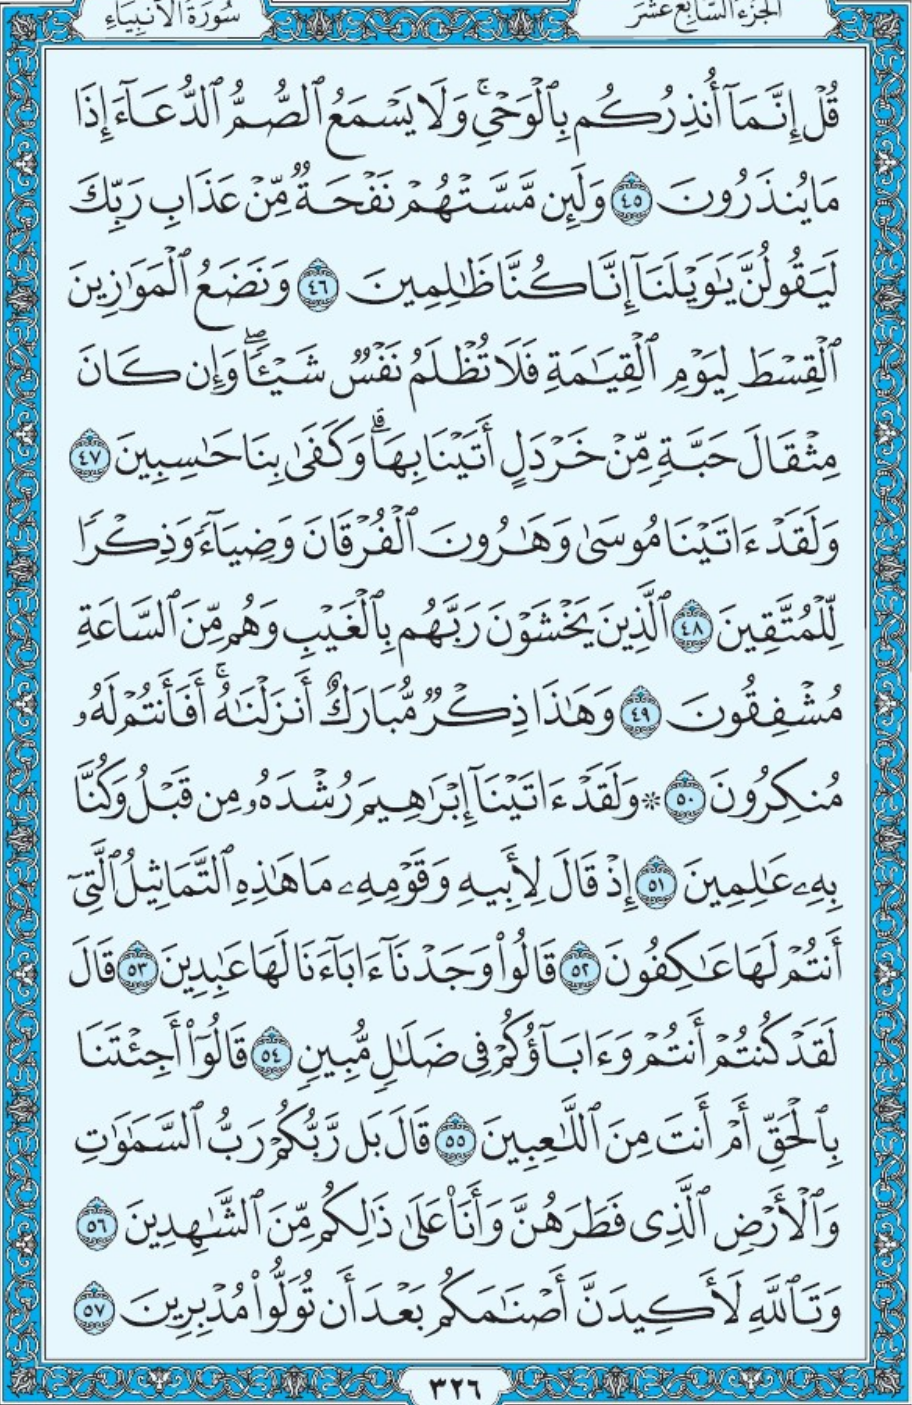 الجزء السابع عشر
سُورَةُ الأَنبِيَاءِ
قُلْ إِنَّمَآ أُنذِرُكُم بِٱلْوَحْيِۚ وَلَا يَسْمَعُ ٱلصُّمُّ ٱلدُّعَآءَ إِذَا
مَا يُنذَرُونَ ٤٥ وَلَئِن مَّسَّتْهُمْ نَفْحَةٌ مِّنْ عَذَابِ رَبِّكَ
لَيَقُولُنَّ يَٰوَيْلَنَآ إِنَّا كُنَّا ظَٰلِمِينَ ٤٦ وَنَضَعُ ٱلْمَوَٰزِينَ
ٱلْقِسْطَ لِيَوْمِ ٱلْقِيَٰمَةِ فَلَا تُظْلَمُ نَفْسٌ شَيْـًٔاۖ وَإِن كَانَ
مِثْقَالَ حَبَّةٍ مِّنْ خَرْدَلٍ أَتَيْنَا بِهَاۗ وَكَفَىٰ بِنَا حَٰسِبِينَ ٤٧
وَلَقَدْ ءَاتَيْنَا مُوسَىٰ وَهَٰرُونَ ٱلْفُرْقَانَ وَضِيَآءً وَذِكْرًا
لِّلْمُتَّقِينَ ٤٨ ٱلَّذِينَ يَخْشَوْنَ رَبَّهُم بِٱلْغَيْبِ وَهُم مِّنَ ٱلسَّاعَةِ
مُشْفِقُونَ ٤٩ وَهَٰذَا ذِكْرٌ مُّبَارَكٌ أَنزَلْنَٰهُۚ أَفَأَنتُمْ لَهُۥ
مُنكِرُونَ ٥٠ ۞ وَلَقَدْ ءَاتَيْنَآ إِبْرَٰهِيمَ رُشْدَهُۥ مِن قَبْلُ وَكُنَّا
بِهِۦ عَٰلِمِينَ ٥١ إِذْ قَالَ لِأَبِيهِ وَقَوْمِهِۦ مَا هَٰذِهِ ٱلتَّمَاثِيلُ ٱلَّتِىٓ
أَنتُمْ لَهَا عَٰكِفُونَ ٥٢ قَالُوا۟ وَجَدْنَآ ءَابَآءَنَا لَهَا عَٰبِدِينَ ٥٣ قَالَ
لَقَدْ كُنتُمْ أَنتُمْ وَءَابَآؤُكُمْ فِى ضَلَٰلٍ مُّبِينٍ ٥٤ قَالُوٓا۟ أَجِئْتَنَا
بِٱلْحَقِّ أَمْ أَنتَ مِنَ ٱللَّٰعِبِينَ ٥٥ قَالَ بَل رَّبُّكُمْ رَبُّ ٱلسَّمَٰوَٰتِ
وَٱلْأَرْضِ ٱلَّذِى فَطَرَهُنَّ وَأَنَا۠ عَلَىٰ ذَٰلِكُم مِّنَ ٱلشَّٰهِدِينَ ٥٦
وَتَٱللَّهِ لَأَكِيدَنَّ أَصْنَٰمَكُم بَعْدَ أَن تُوَلُّوا۟ مُدْبِرِينَ ٥٧
٣٢٦